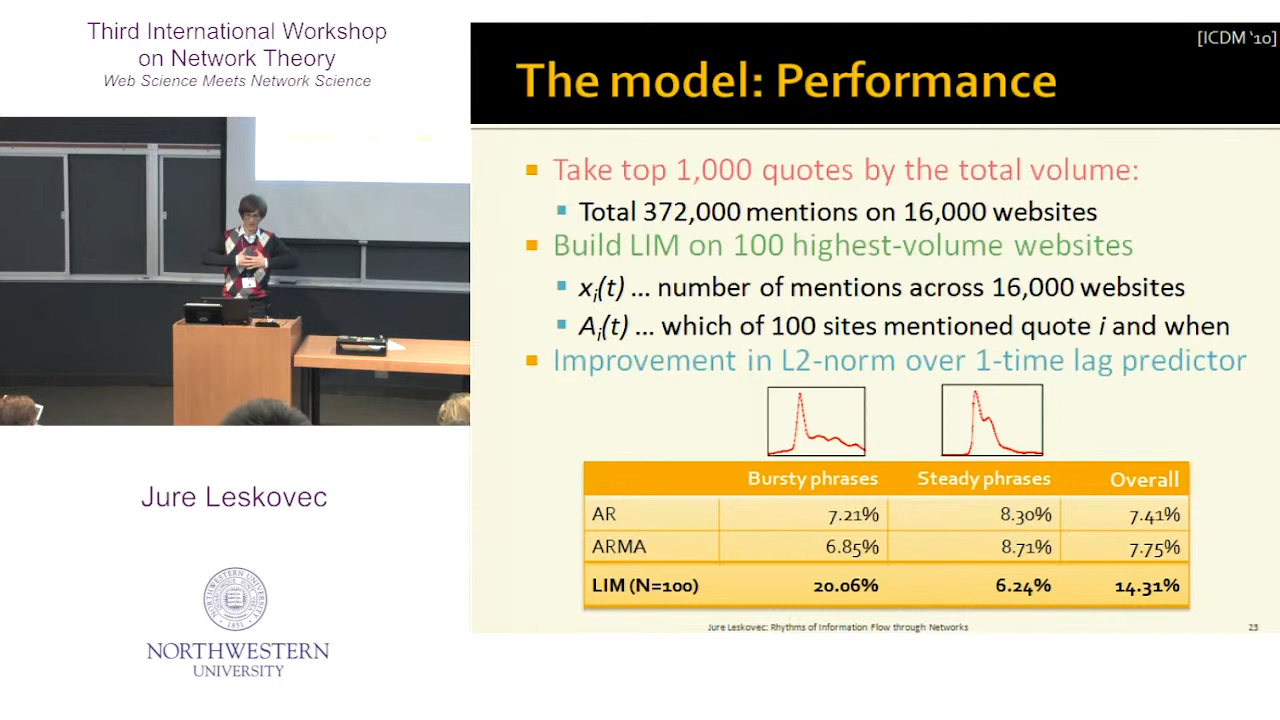 Third International Workshop
on Network Theory
Web Science Meets Network Science
Jure Leskovec
1851
NORTHWESTERN
UNIVERSITY
[ICDM '10]
The model: Performance
Take top 1,000 quotes by the total volume:
Total 372,000 mentions on 16,000 websites
Build LIM on 100 highest-volume websites
xi(t) ... number of mentions across 16,000 websites
Ai(t) ... which of 100 sites mentioned quote i and when
Improvement in L2-norm over 1-time lag predictor
Bursty phrases Steady phrases Overall
AR 7.21% 8.30% 7.41%
ARMA 6.85% 8.71% 7.75%
LIM (N=100) 20.06% 6.24% 14.31%
Jure Leskovec: Rhythms of Information Flow through Networks 23